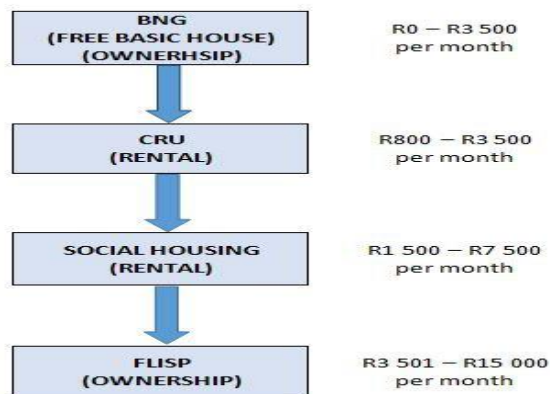 BNG
(FREE BASIC HOUSE)
(OWNERHSIP)
R0 – R3 500
per month
CRU
(RENTAL)
R800 – R3 500
per month
SOCIAL HOUSING
(RENTAL)
R1 500 – R7 500
per month
FLISP
(OWNERSHIP)
R3 501 – R15 000
per month